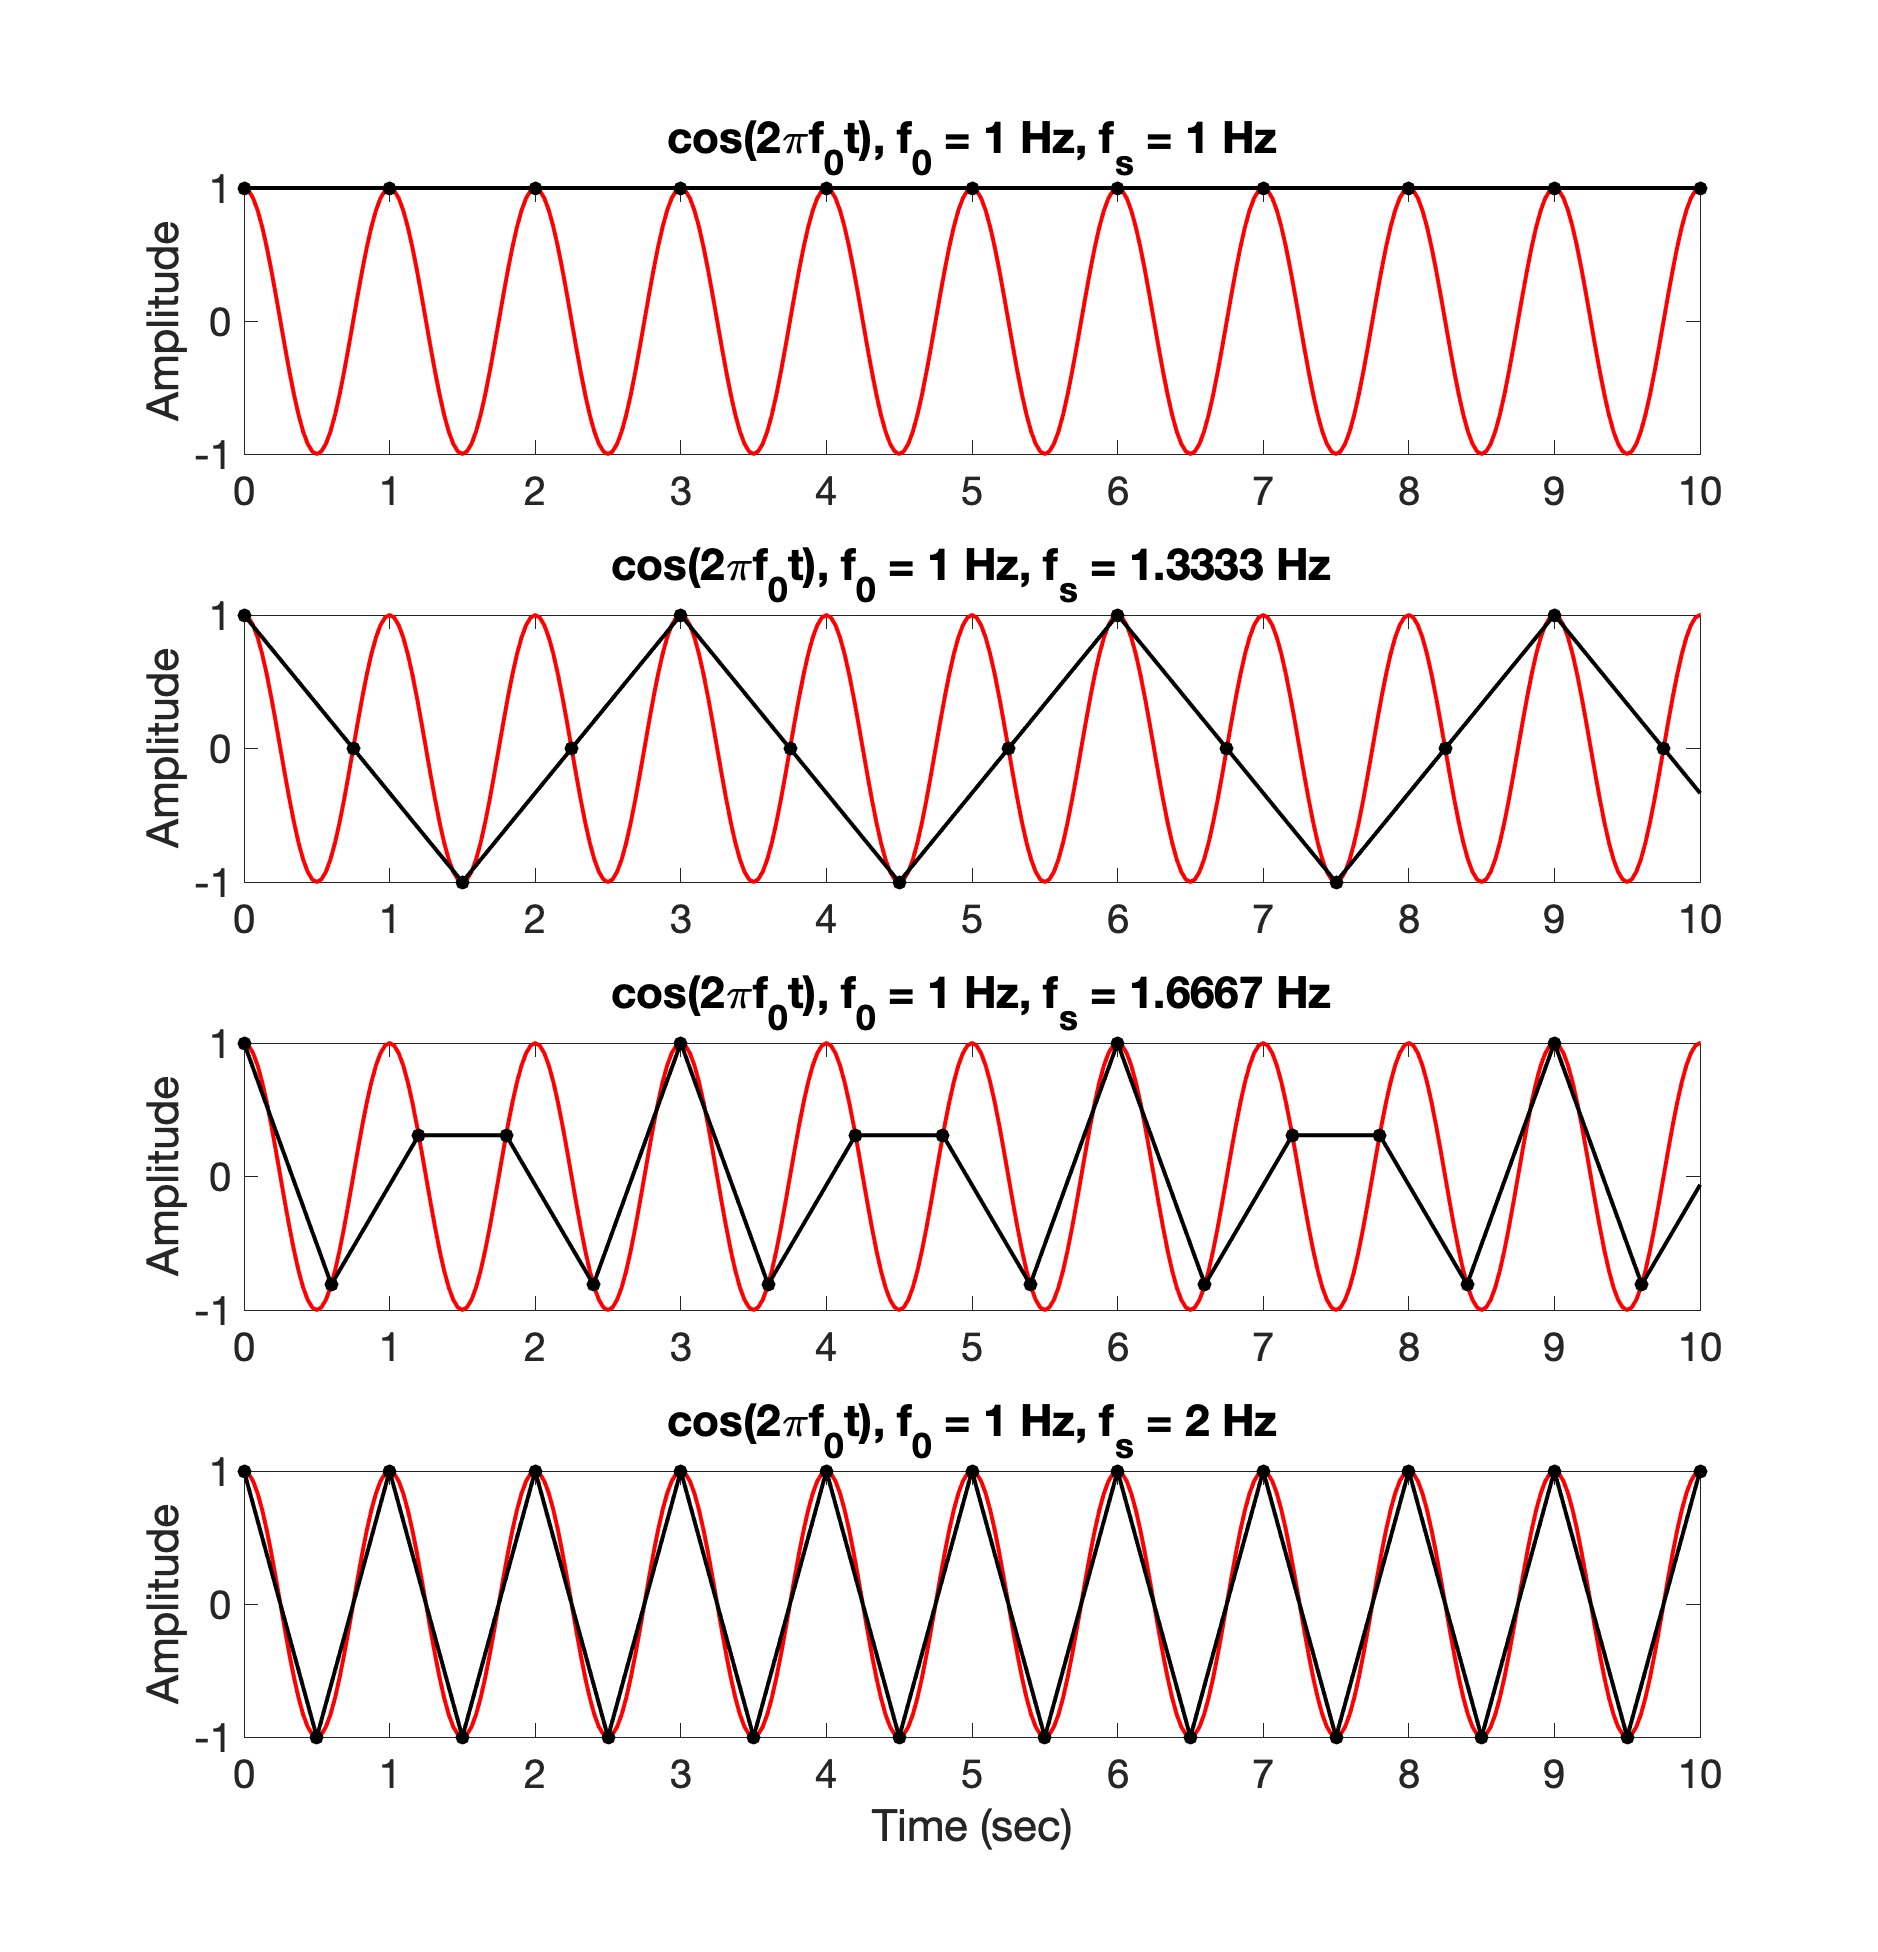 cos(2πf₀t), f₀ = 1 Hz, fₛ = 1 Hz
Amplitude
1
0
-1
0 1 2 3 4 5 6 7 8 9 10
cos(2πf₀t), f₀ = 1 Hz, fₛ = 1.3333 Hz
Amplitude
1
0
-1
0 1 2 3 4 5 6 7 8 9 10
cos(2πf₀t), f₀ = 1 Hz, fₛ = 1.6667 Hz
Amplitude
1
0
-1
0 1 2 3 4 5 6 7 8 9 10
cos(2πf₀t), f₀ = 1 Hz, fₛ = 2 Hz
Amplitude
1
0
-1
0 1 2 3 4 5 6 7 8 9 10
Time (sec)